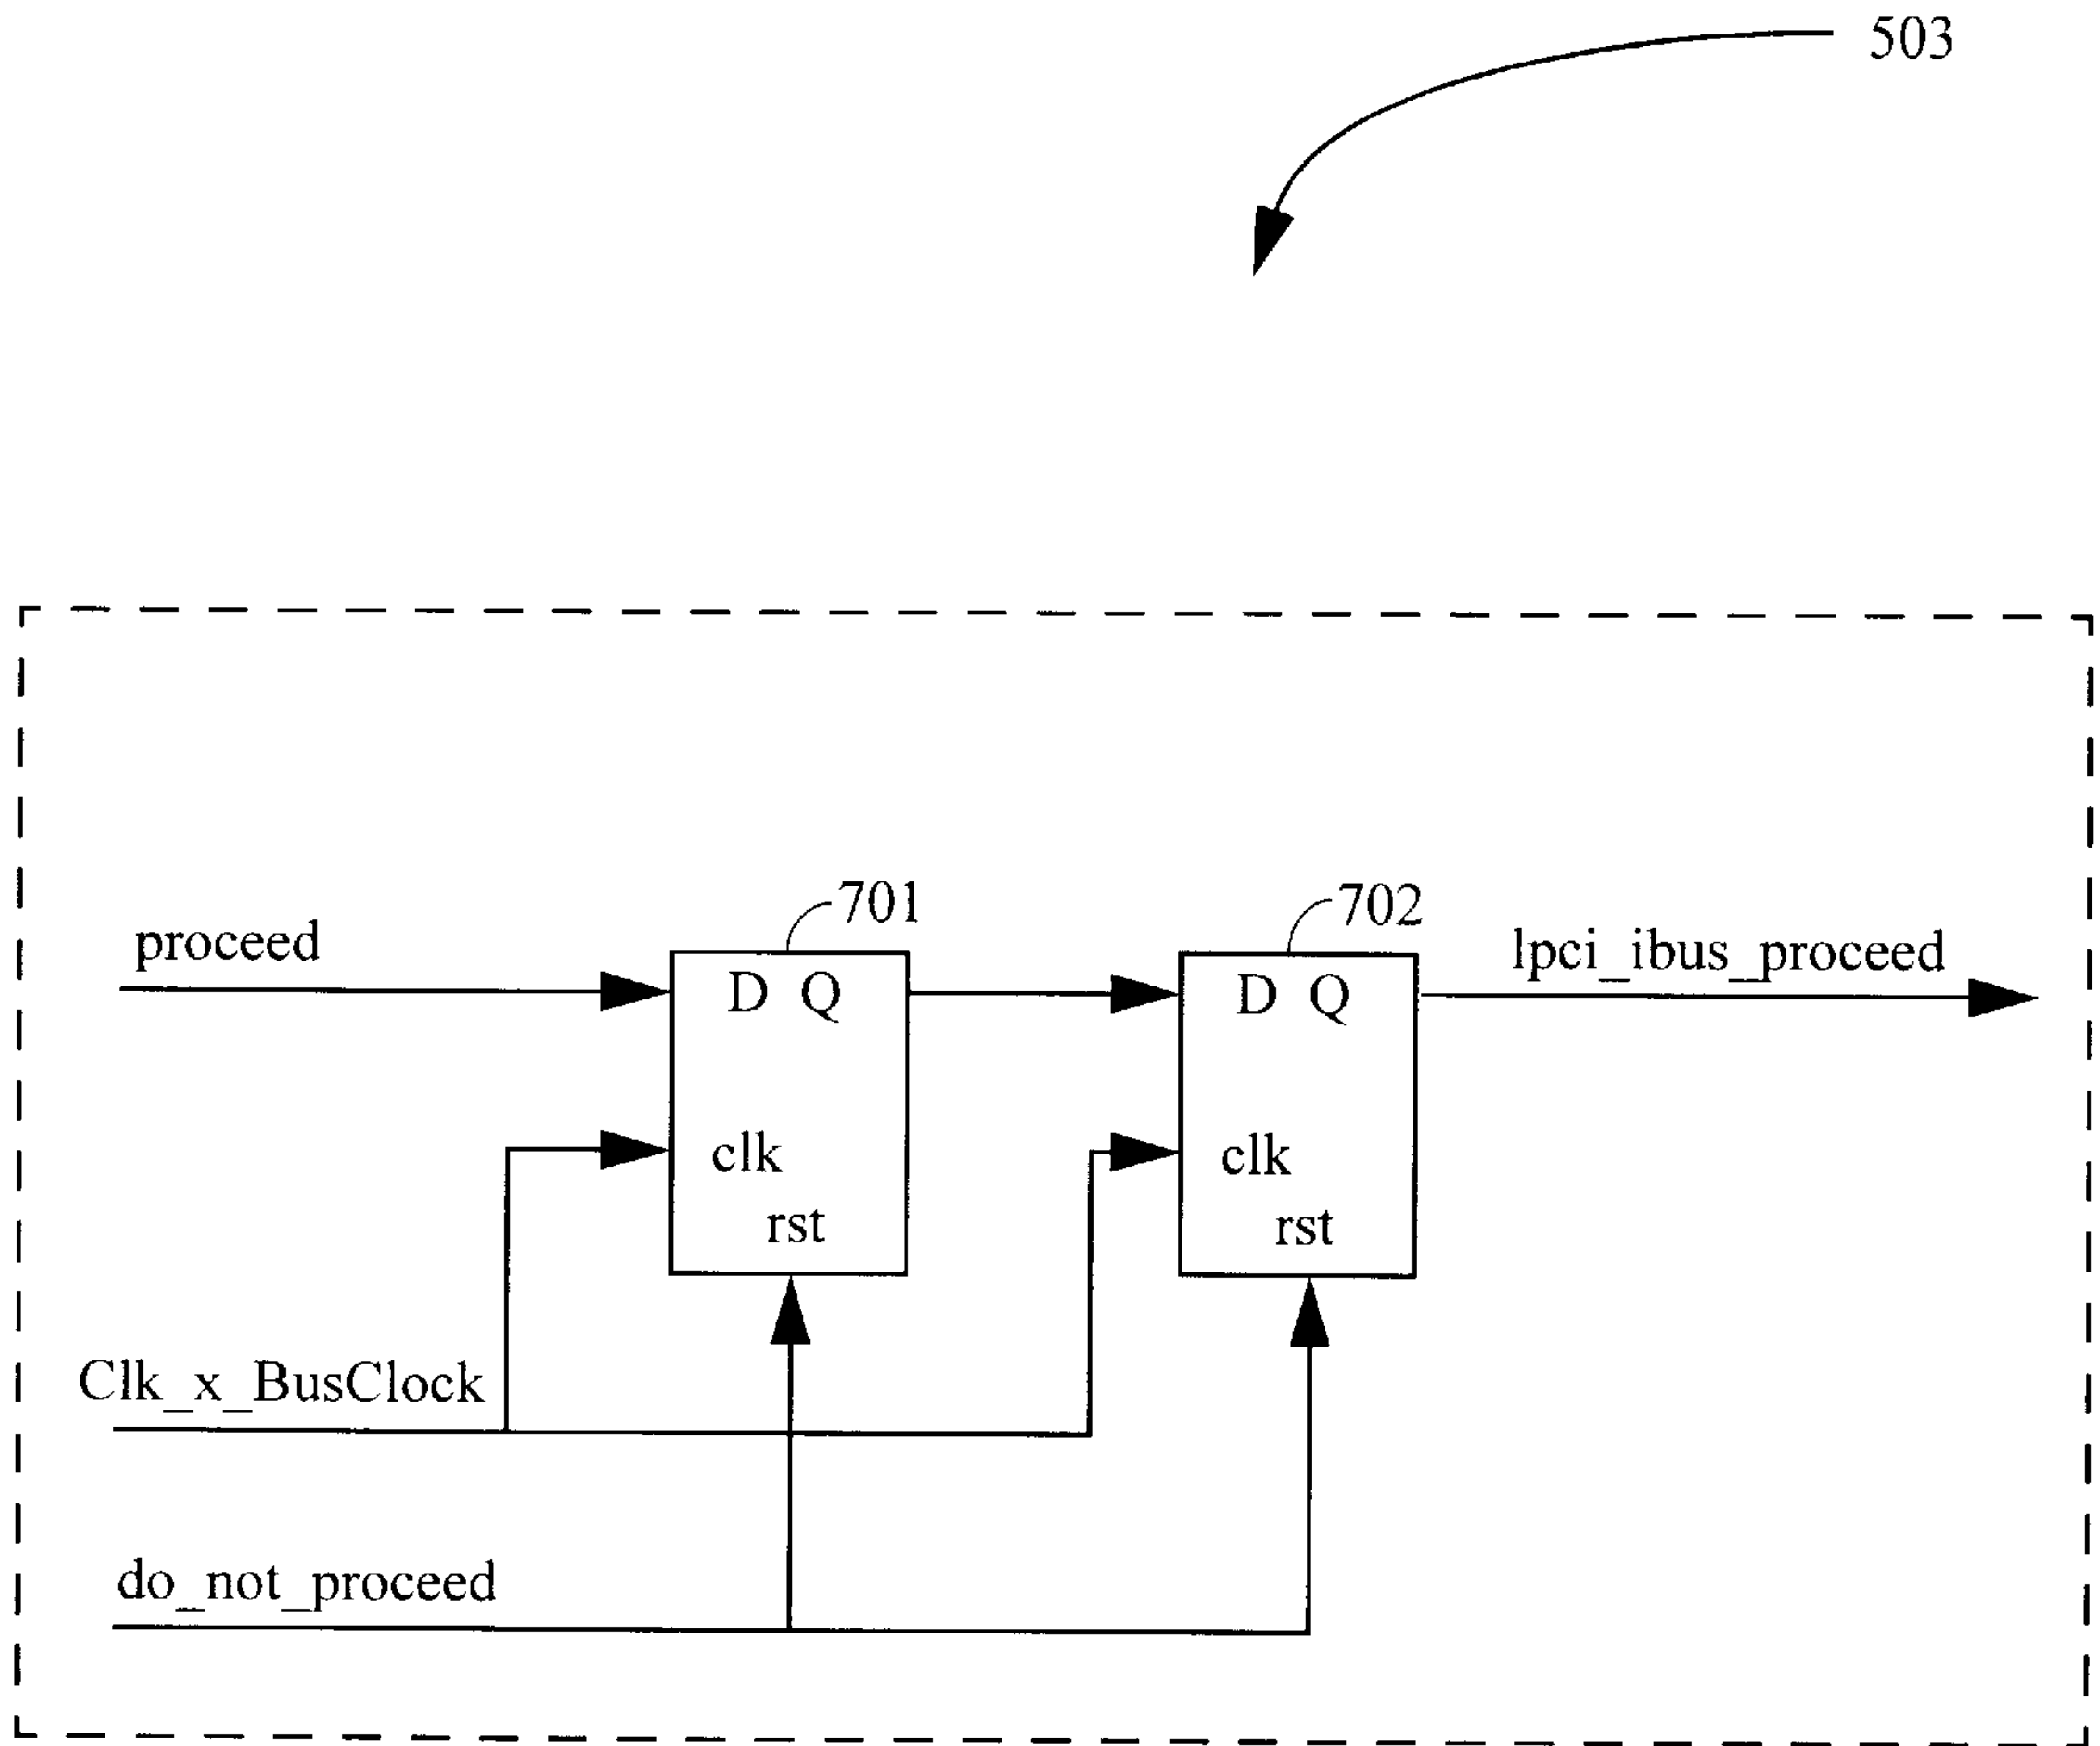 503
701
702
proceed
lpci_ibus_proceed
D Q
D Q
clk
clk
rst
rst
Clk_x_BusClock
do_not_proceed